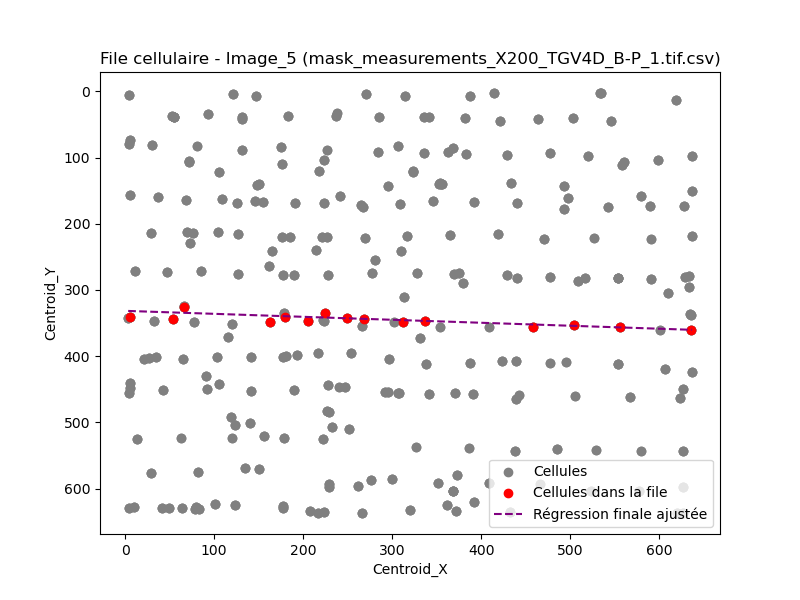 File cellulaire - Image_5 (mask_measurements_X200_TGV4D_B-P_1.tif.csv)
0
100
200
300
400
500
600
Centroid_Y
Cellules
Cellules dans la file
Régression finale ajustée
0 100 200 300 400 500 600
Centroid_X